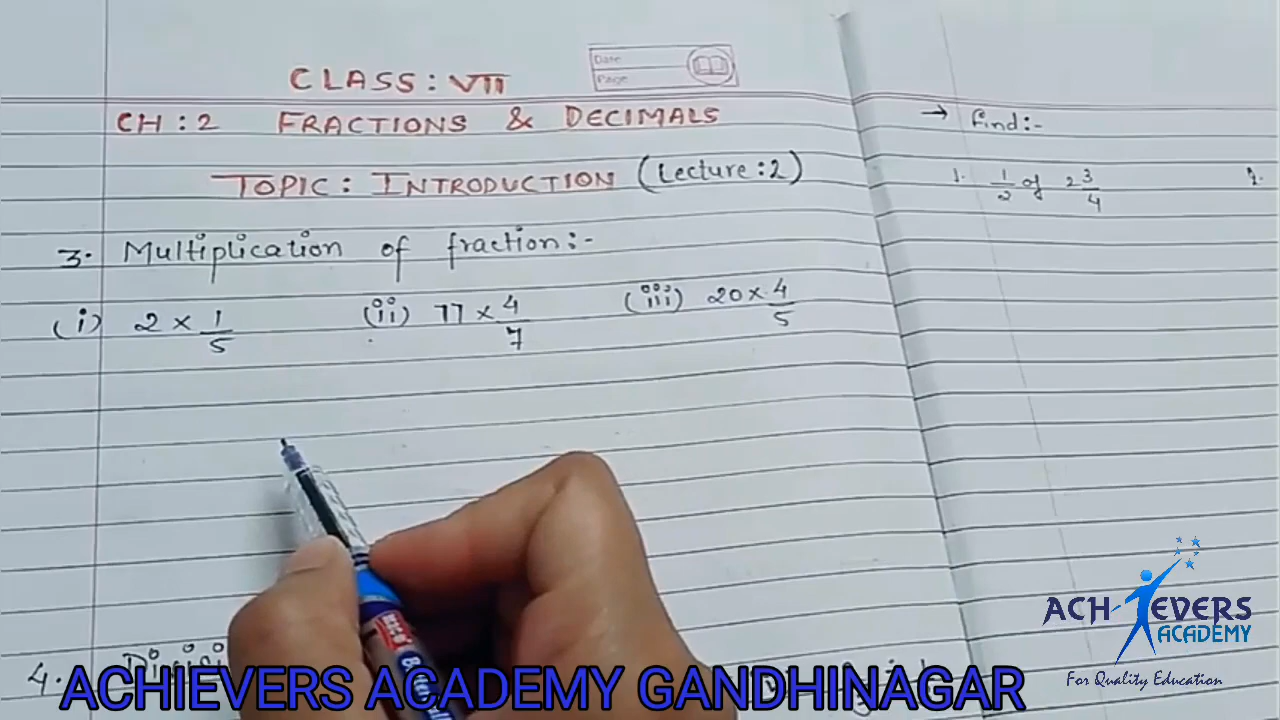 CLASS : VII
Date
Page
CH : 2 FRACTIONS & DECIMALS
TOPIC : INTRODUCTION (Lecture : 2)
3. Multiplication of fraction :-
(i) 2 × 1/5 (ii) 77 × 4/7 (iii) 20 × 4/5
4.
→ find :-
1. 1/2 of 2 3/4
2.
ACHIEVERS
ACADEMY
For Quality Education
ACHIEVERS ACADEMY GANDHINAGAR